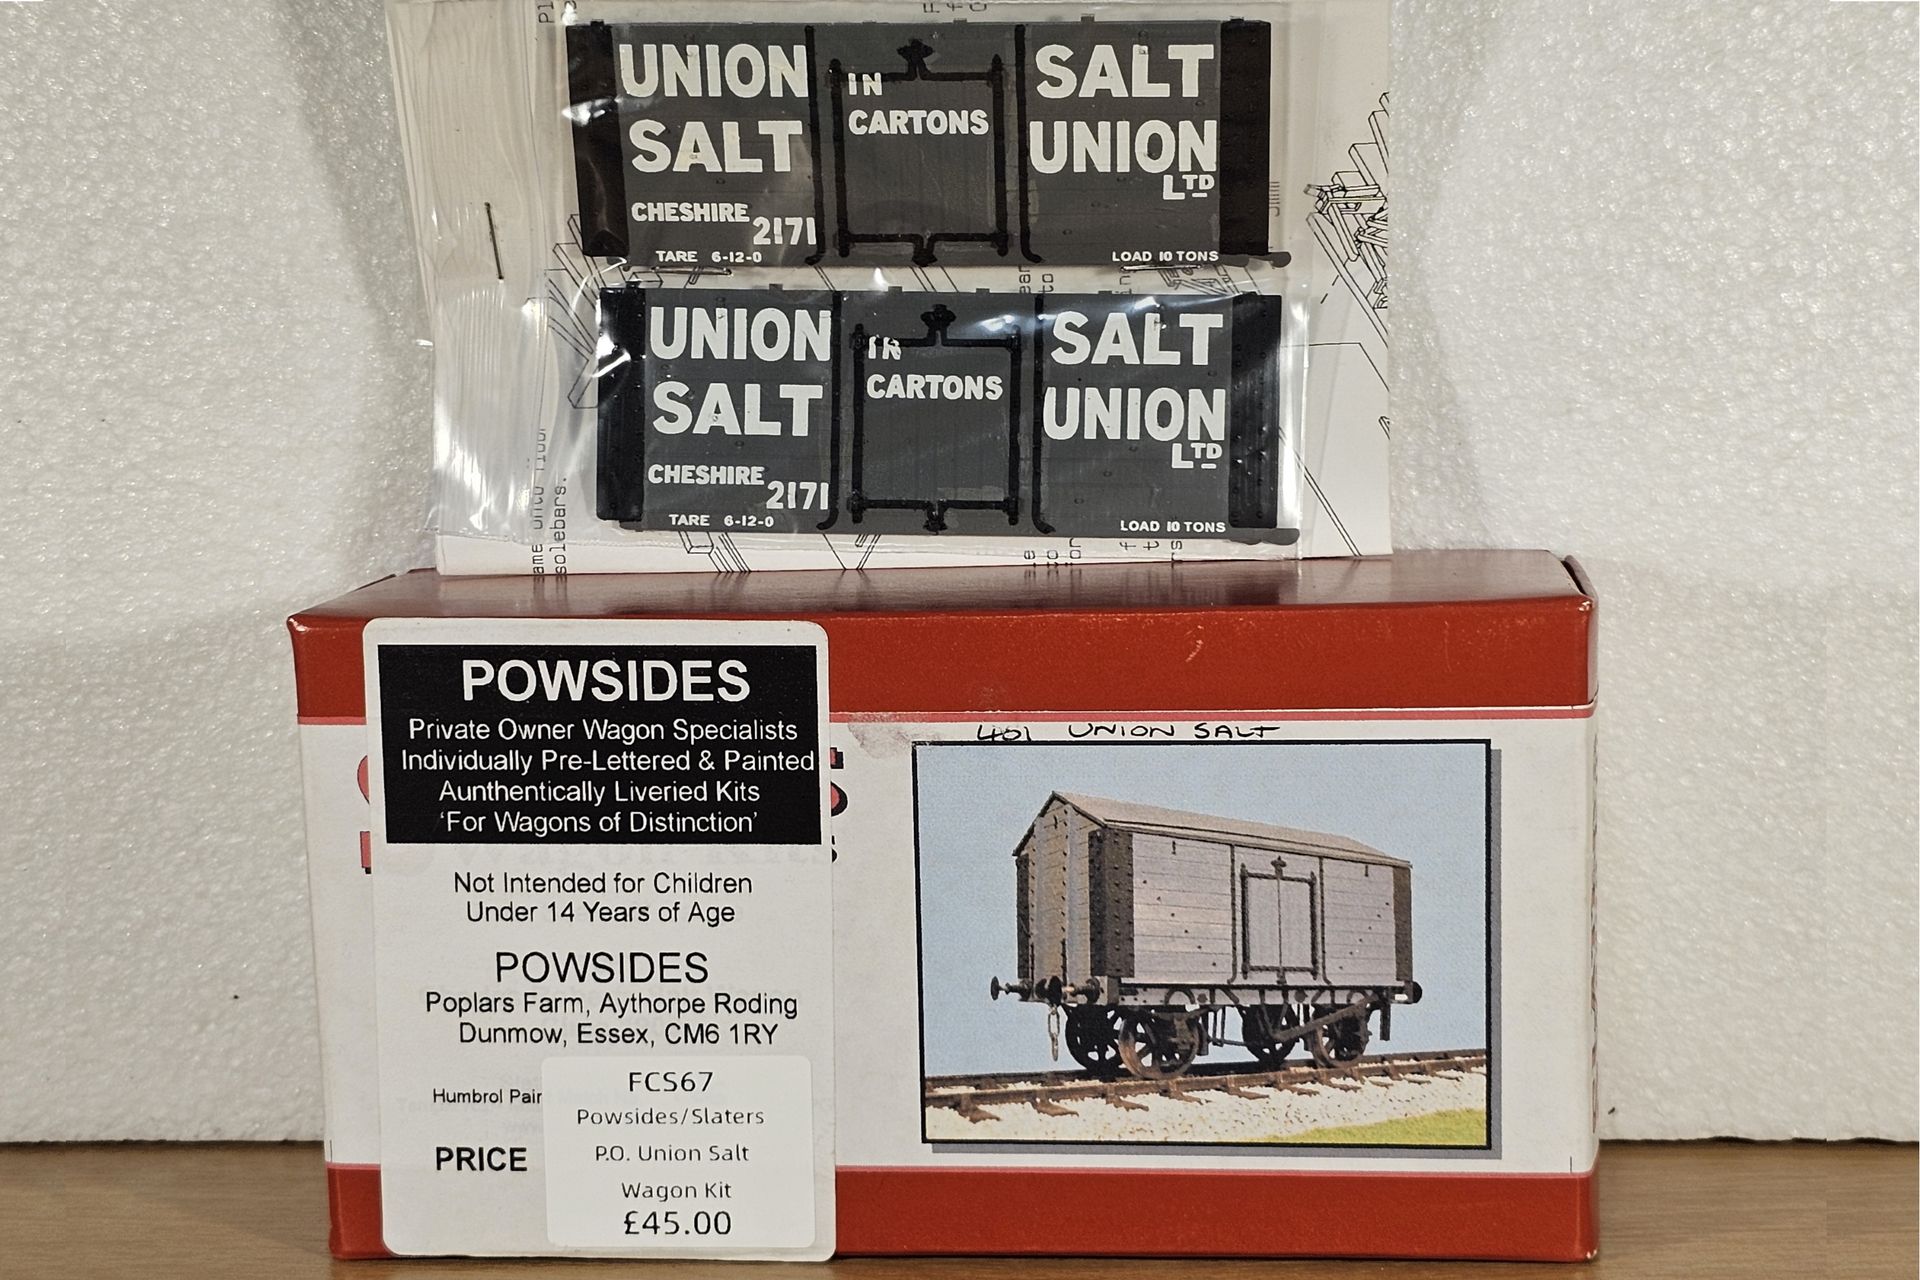 UNION
SALT
IN
CARTONS
SALT
UNION
LTD
CHESHIRE 2171
TARE 6-12-0
LOAD 10 TONS
UNION
SALT
IN
CARTONS
SALT
UNION
LTD
CHESHIRE 2171
TARE 6-12-0
LOAD 10 TONS
solebars.
POWSIDES
Private Owner Wagon Specialists
Individually Pre-Lettered & Painted
Aunthentically Liveried Kits
‘For Wagons of Distinction’
Not Intended for Children
Under 14 Years of Age
POWSIDES
Poplars Farm, Aythorpe Roding
Dunmow, Essex, CM6 1RY
Humbrol
PRICE
FCS67
Powsides/Slaters
P.O. Union Salt
Wagon Kit
£45.00
401 UNION SALT